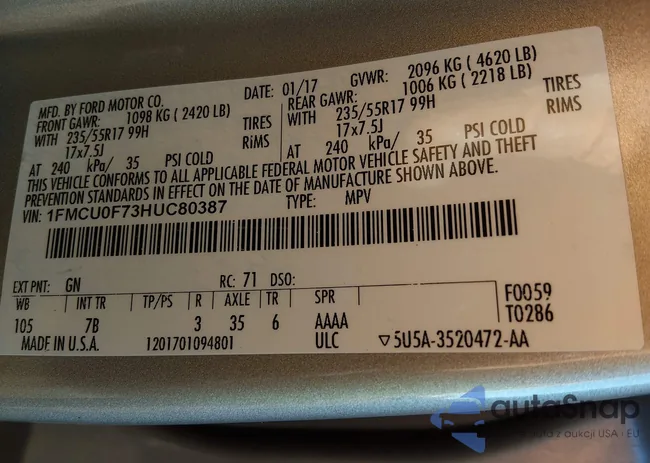 MFD. BY FORD MOTOR CO.
DATE: 01/17 GVWR: 2096 KG ( 4620 LB)
FRONT GAWR: 1098 KG ( 2420 LB) REAR GAWR: 1006 KG ( 2218 LB)
WITH 235/55R17 99H TIRES WITH 235/55R17 99H TIRES
17x7.5J RIMS 17x7.5J RIMS
AT 240 kPa/ 35 PSI COLD AT 240 kPa/ 35 PSI COLD
THIS VEHICLE CONFORMS TO ALL APPLICABLE FEDERAL MOTOR VEHICLE SAFETY AND THEFT
PREVENTION STANDARDS IN EFFECT ON THE DATE OF MANUFACTURE SHOWN ABOVE.
VIN: 1FMCU0F73HUC80387 TYPE: MPV
EXT PNT: GN RC: 71 DSO:
WB INT TR TP/PS R AXLE TR SPR F0059
105 7B 3 35 6 AAAA T0286
MADE IN U.S.A. 1201701094801 ULC ▽5U5A-3520472-AA
autoSnap
auta z aukcji USA · EU